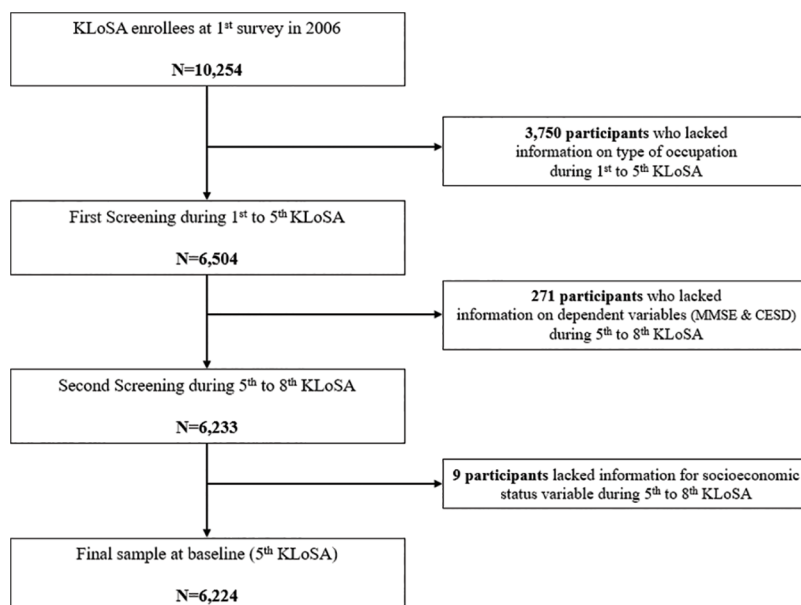 KLoSA enrollees at 1st survey in 2006
N=10,254
3,750 participants who lacked
information on type of occupation
during 1st to 5th KLoSA
First Screening during 1st to 5th KLoSA
N=6,504
271 participants who lacked
information on dependent variables (MMSE & CESD)
during 5th to 8th KLoSA
Second Screening during 5th to 8th KLoSA
N=6,233
9 participants lacked information for socioeconomic
status variable during 5th to 8th KLoSA
Final sample at baseline (5th KLoSA)
N=6,224